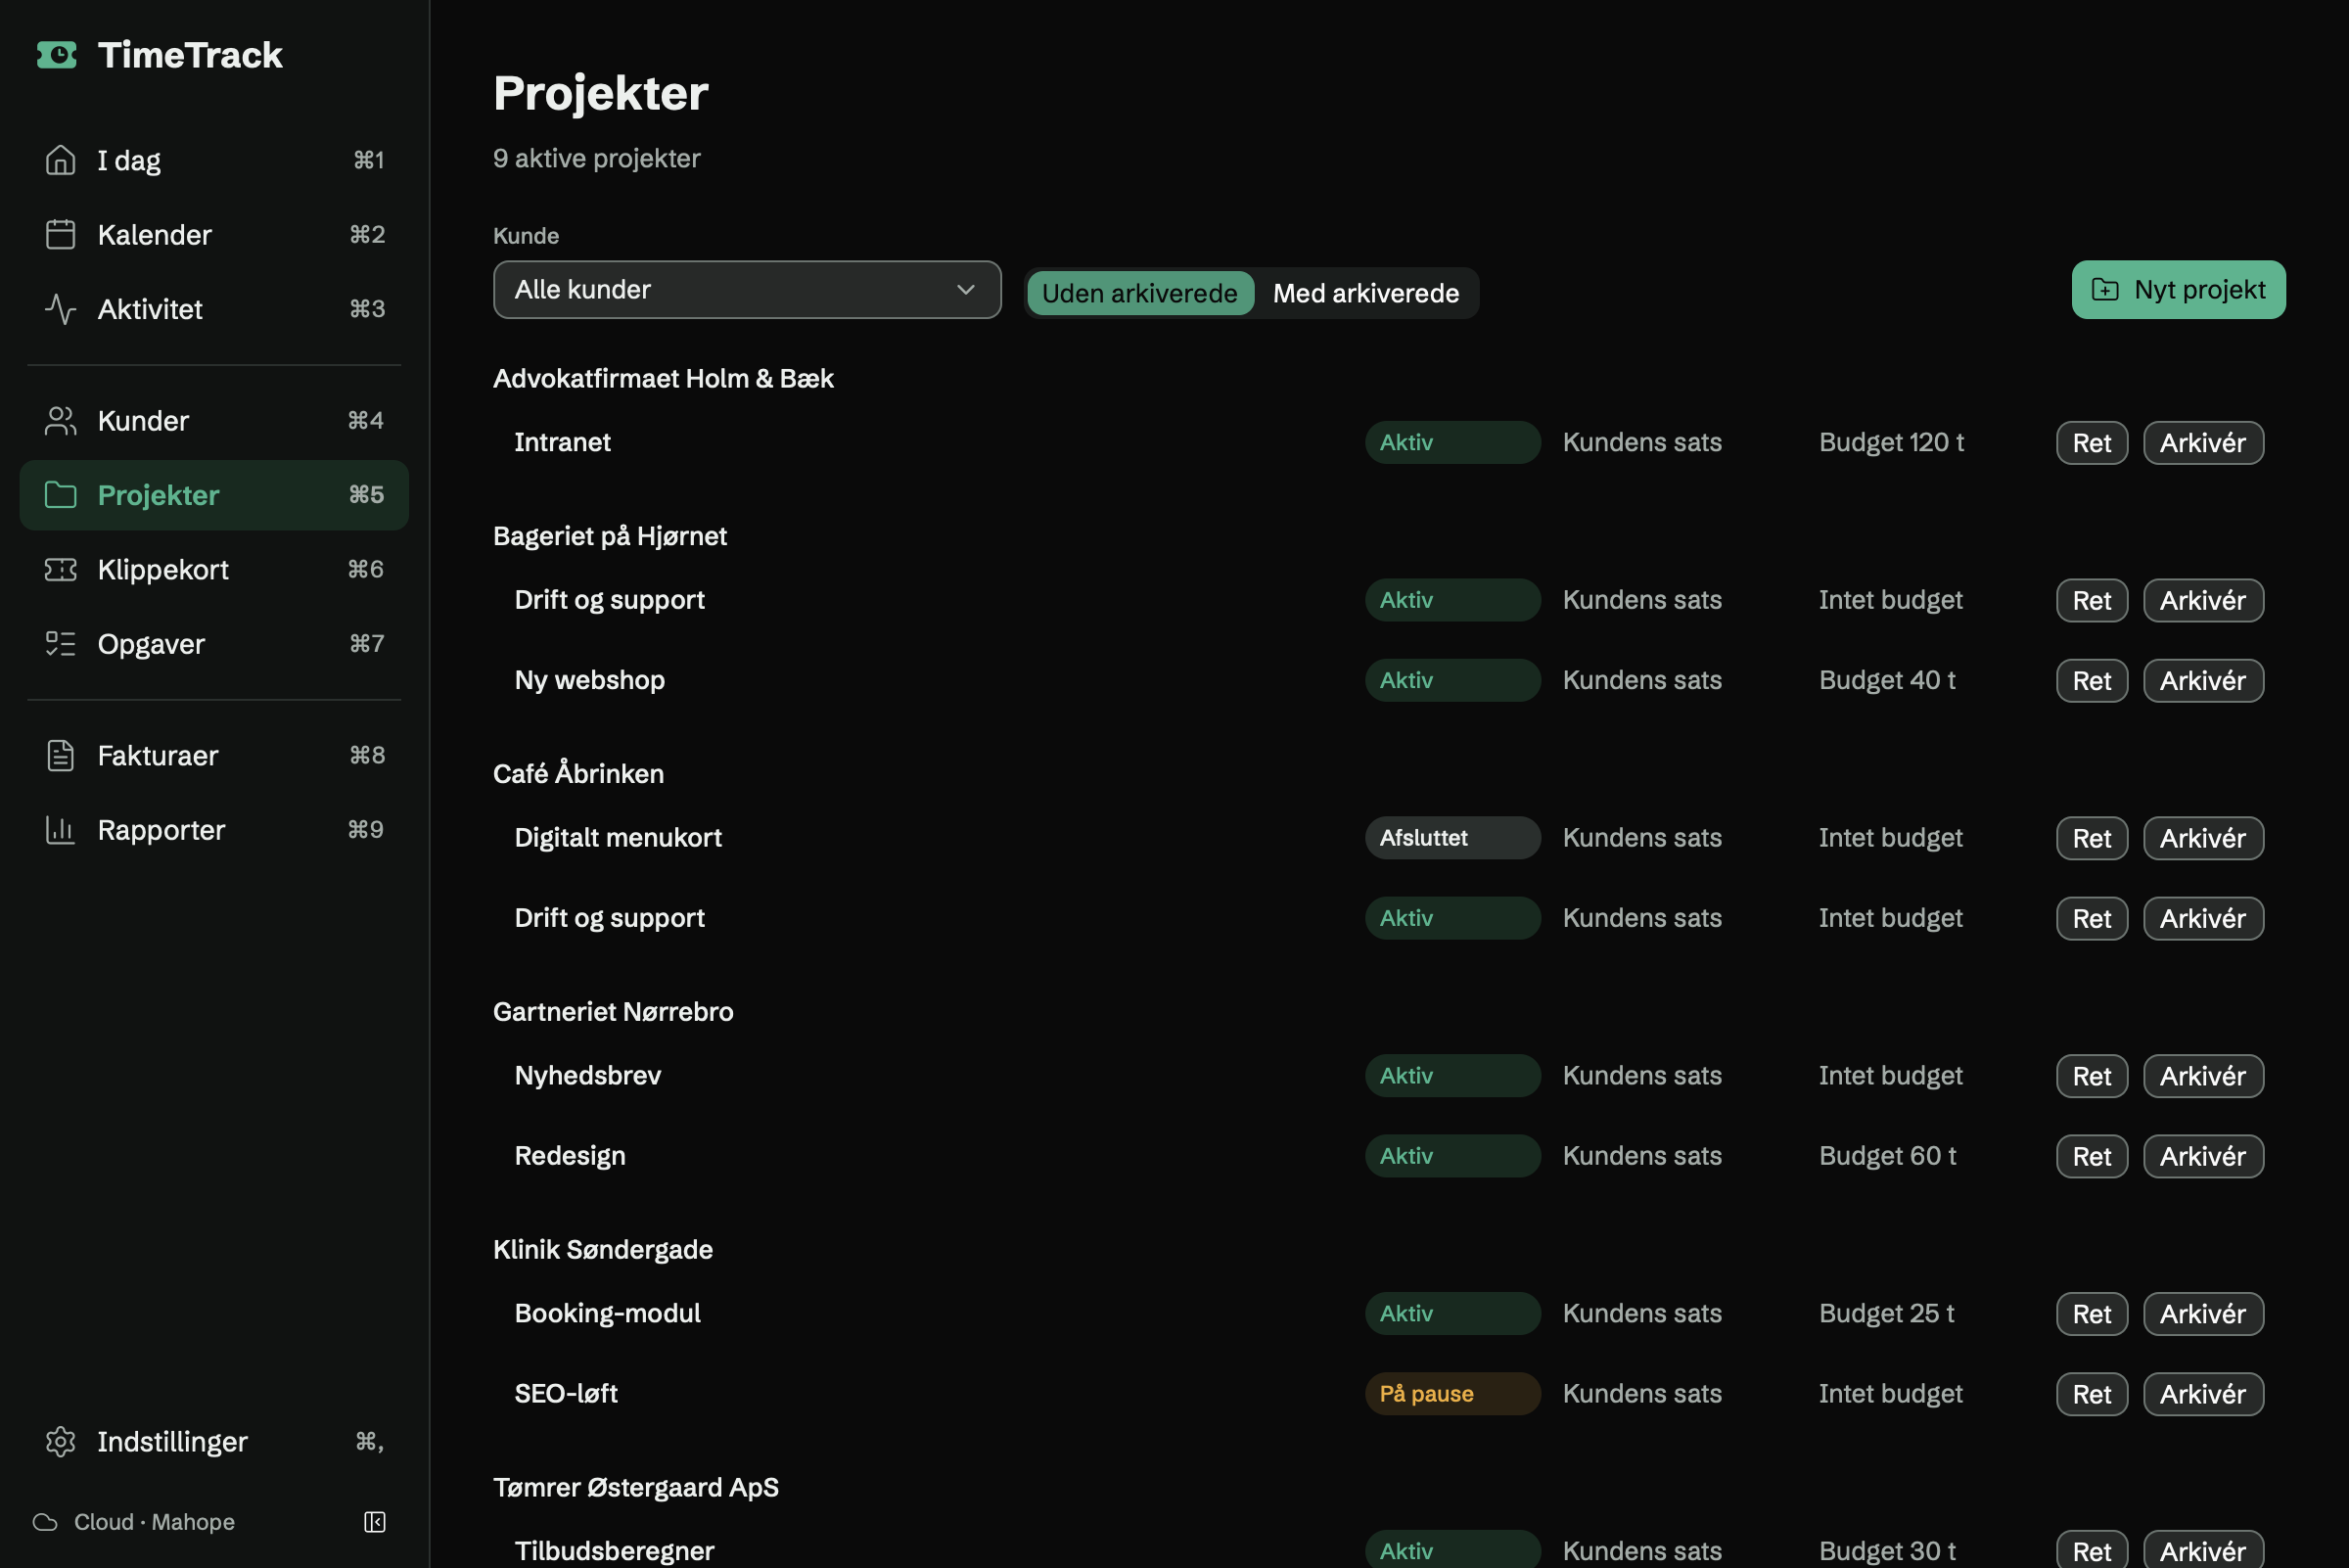 TimeTrack
I dag ⌘1
Kalender ⌘2
Aktivitet ⌘3
Kunder ⌘4
Projekter ⌘5
Klippekort ⌘6
Opgaver ⌘7
Fakturaer ⌘8
Rapporter ⌘9
Indstillinger ⌘,
Cloud · Mahope
Projekter
9 aktive projekter
Kunde
Alle kunder Uden arkiverede Med arkiverede Nyt projekt
Advokatfirmaet Holm & Bæk
Intranet Aktiv Kundens sats Budget 120 t Ret Arkivér
Bageriet på Hjørnet
Drift og support Aktiv Kundens sats Intet budget Ret Arkivér
Ny webshop Aktiv Kundens sats Budget 40 t Ret Arkivér
Café Åbrinken
Digitalt menukort Afsluttet Kundens sats Intet budget Ret Arkivér
Drift og support Aktiv Kundens sats Intet budget Ret Arkivér
Gartneriet Nørrebro
Nyhedsbrev Aktiv Kundens sats Intet budget Ret Arkivér
Redesign Aktiv Kundens sats Budget 60 t Ret Arkivér
Klinik Søndergade
Booking-modul Aktiv Kundens sats Budget 25 t Ret Arkivér
SEO-løft På pause Kundens sats Intet budget Ret Arkivér
Tømrer Østergaard ApS
Tilbudsberegner Aktiv Kundens sats Budget 30 t Ret Arkivér